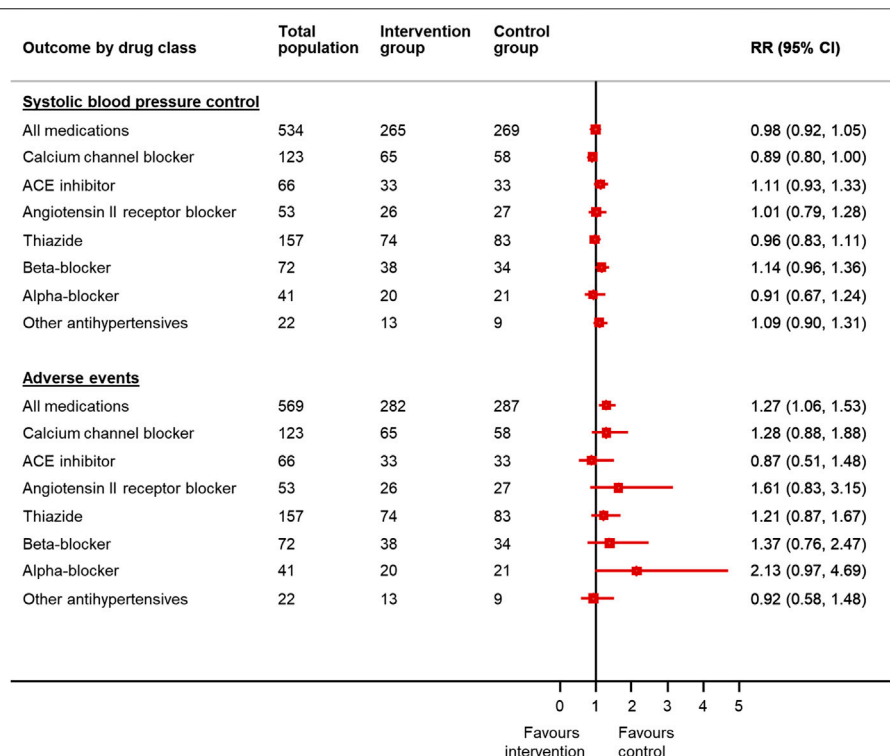 Outcome by drug class Total population Intervention group Control group RR (95% CI)
Systolic blood pressure control
All medications 534 265 269 0.98 (0.92, 1.05)
Calcium channel blocker 123 65 58 0.89 (0.80, 1.00)
ACE inhibitor 66 33 33 1.11 (0.93, 1.33)
Angiotensin II receptor blocker 53 26 27 1.01 (0.79, 1.28)
Thiazide 157 74 83 0.96 (0.83, 1.11)
Beta-blocker 72 38 34 1.14 (0.96, 1.36)
Alpha-blocker 41 20 21 0.91 (0.67, 1.24)
Other antihypertensives 22 13 9 1.09 (0.90, 1.31)
Adverse events
All medications 569 282 287 1.27 (1.06, 1.53)
Calcium channel blocker 123 65 58 1.28 (0.88, 1.88)
ACE inhibitor 66 33 33 0.87 (0.51, 1.48)
Angiotensin II receptor blocker 53 26 27 1.61 (0.83, 3.15)
Thiazide 157 74 83 1.21 (0.87, 1.67)
Beta-blocker 72 38 34 1.37 (0.76, 2.47)
Alpha-blocker 41 20 21 2.13 (0.97, 4.69)
Other antihypertensives 22 13 9 0.92 (0.58, 1.48)
0 1 2 3 4 5
Favours intervention Favours control